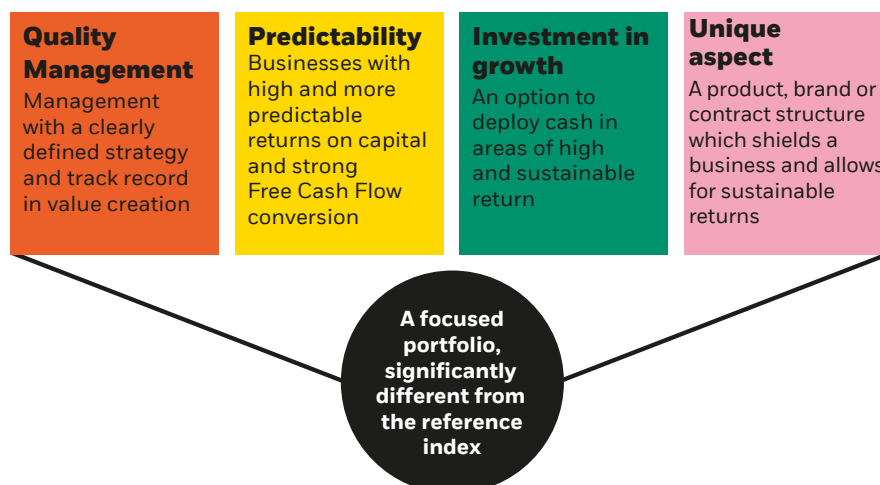 Quality
Management
Management
with a clearly
defined strategy
and track record
in value creation
Predictability
Businesses with
high and more
predictable
returns on capital
and strong
Free Cash Flow
conversion
Investment in
growth
An option to
deploy cash in
areas of high
and sustainable
return
Unique
aspect
A product, brand or
contract structure
which shields a
business and allows
for sustainable
returns
A focused
portfolio,
significantly
different from
the reference
index